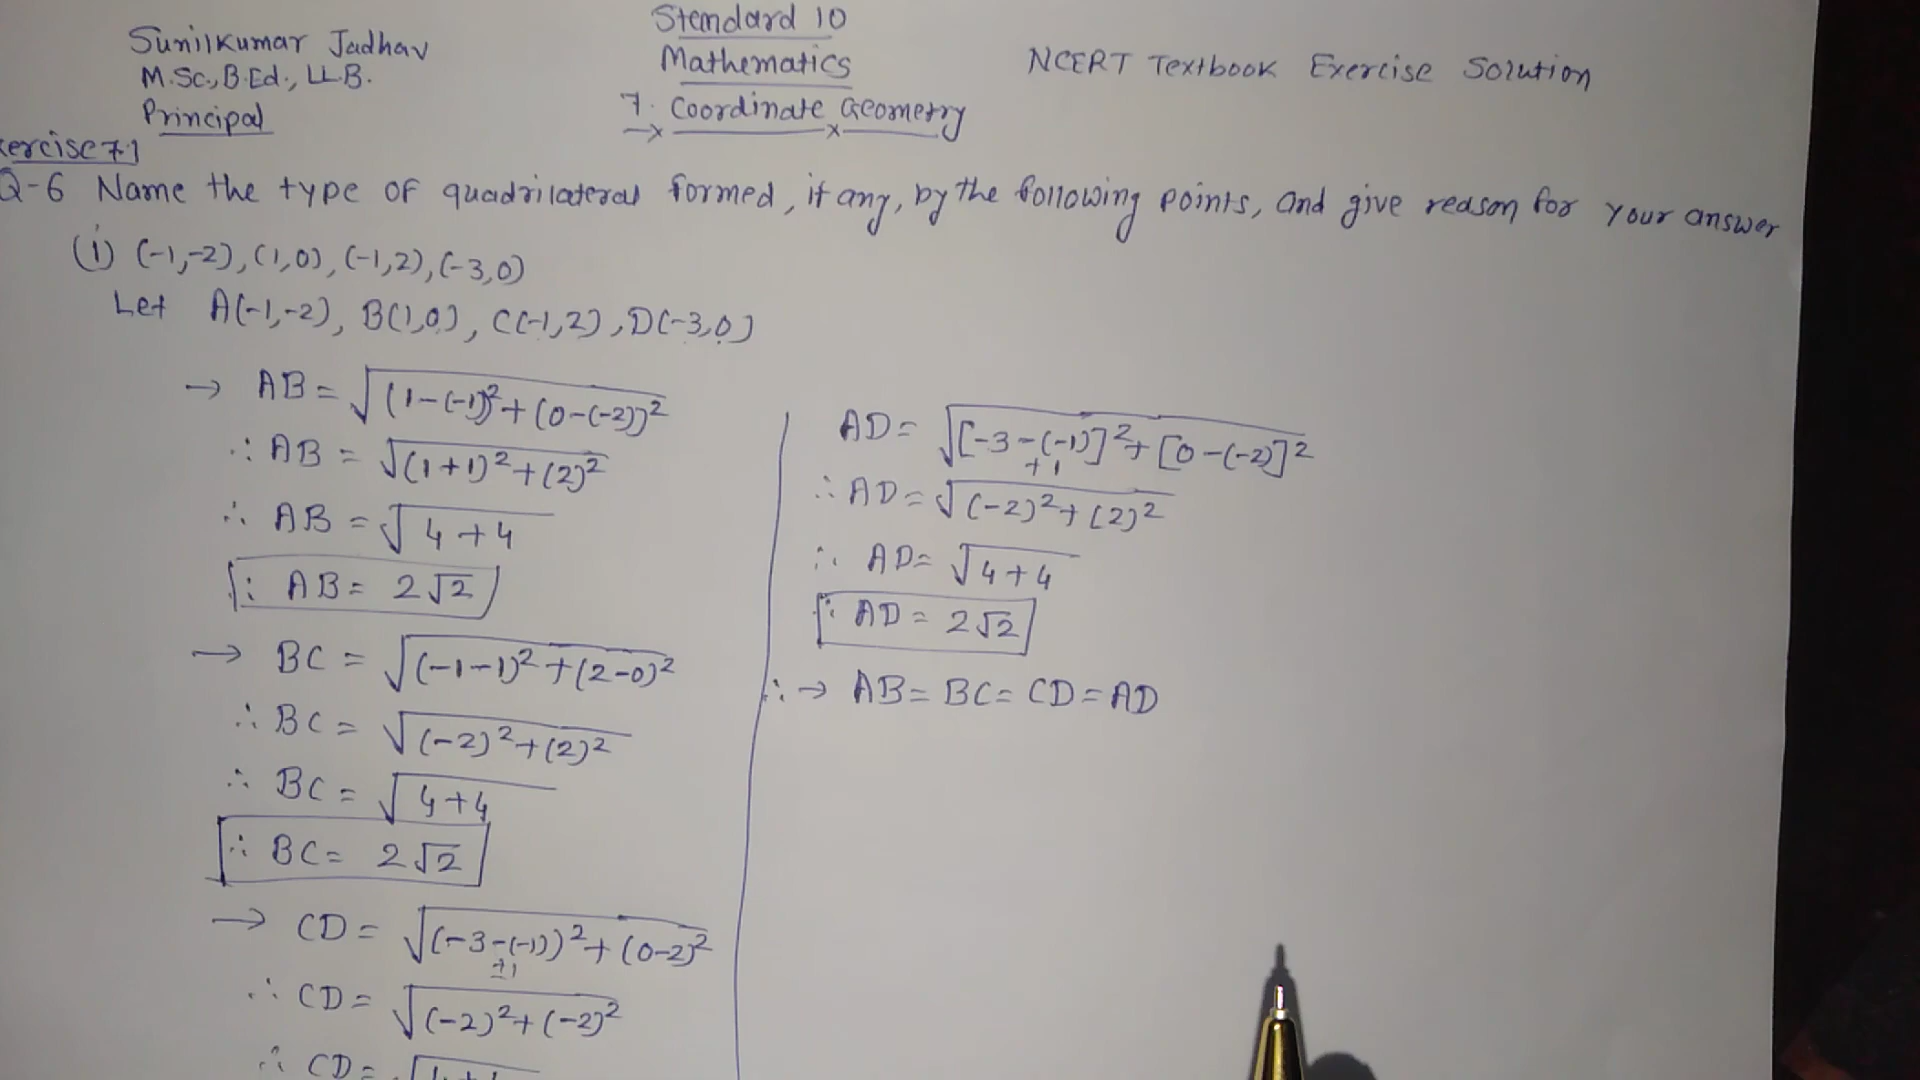 Sunilkumar Jadhav
M.Sc., B.Ed., LL.B.
Principal
Stendard 10
Mathematics
7. Coordinate Geometry
NCERT Textbook Exercise Solution
xercise 7.1
Q-6 Name the type of quadrilateral formed, if any, by the following points, and give reason for your answer
(i) (-1,-2), (1,0), (-1,2), (-3,0)
Let A(-1,-2), B(1,0), C(-1,2), D(-3,0)
→ AB = √(1-(-1)²+(0-(-2))²
∴ AB = √(1+1)²+(2)²
∴ AB = √4+4
∴ AB = 2√2
→ BC = √(-1-1)²+(2-0)²
∴ BC = √(-2)²+(2)²
∴ BC = √4+4
∴ BC = 2√2
→ CD = √(-3-(-1))²+(0-2)²
+1
∴ CD = √(-2)²+(-2)²
∴ CD = √4+4
AD = √[-3-(-1)]²+[0-(-2)]²
+1
∴ AD = √(-2)²+(2)²
∴ AD = √4+4
∴ AD = 2√2
∴ → AB = BC = CD = AD